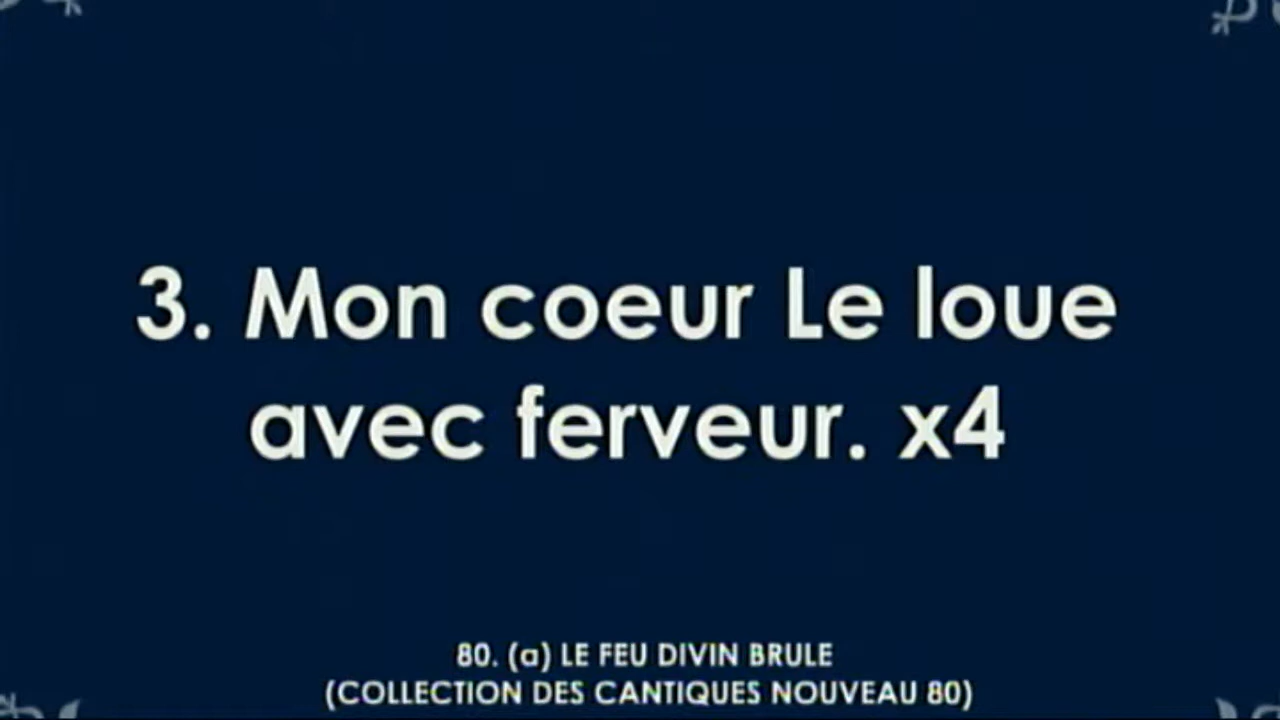 3. Mon coeur Le loue
avec ferveur. x4
80. (a) LE FEU DIVIN BRULE
(COLLECTION DES CANTIQUES NOUVEAU 80)